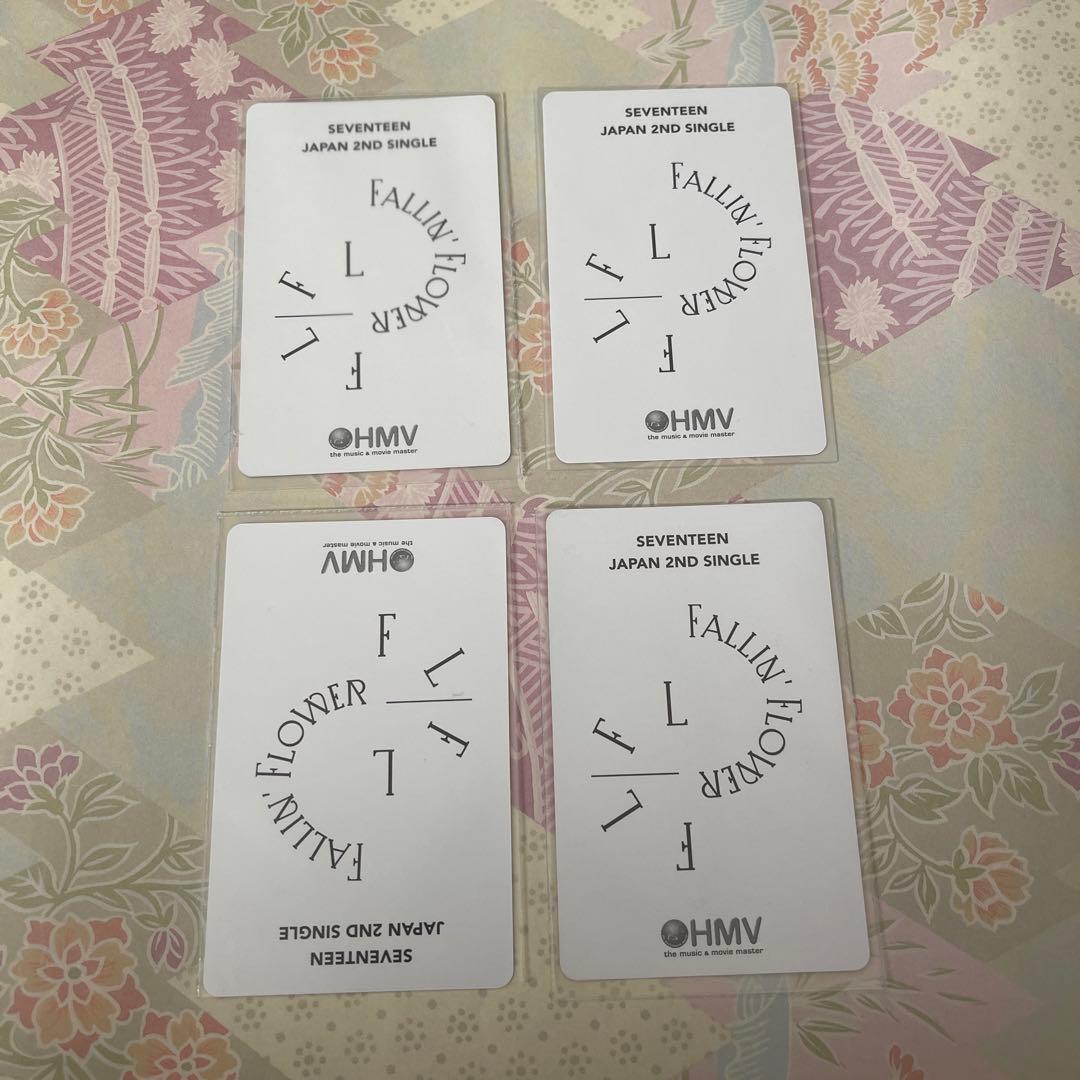 SEVENTEEN
JAPAN 2ND SINGLE
FALLIN' FLOWER
L
F
L
F
HMV
the music & movie master
SEVENTEEN
JAPAN 2ND SINGLE
FALLIN' FLOWER
L
F
L
F
HMV
the music & movie master
SEVENTEEN
JAPAN 2ND SINGLE
FALLIN' FLOWER
L
F
L
F
HMV
the music & movie master
SEVENTEEN
JAPAN 2ND SINGLE
FALLIN' FLOWER
L
F
L
F
HMV
the music & movie master